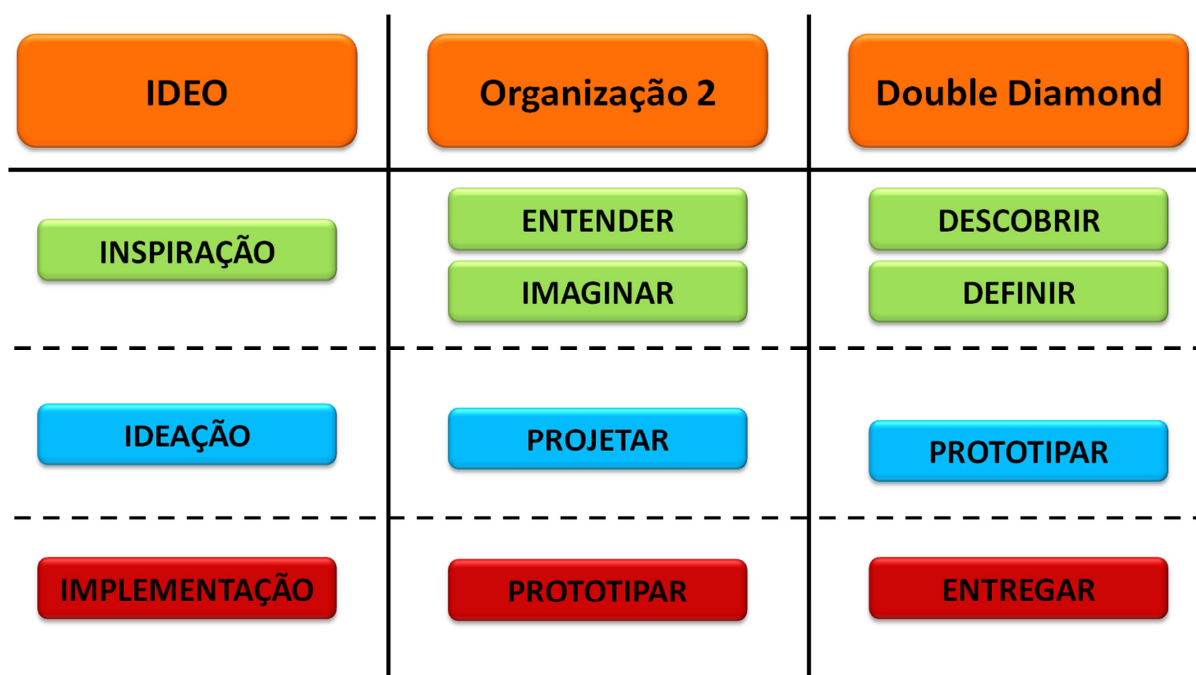 IDEO
Organização 2
Double Diamond
INSPIRAÇÃO
ENTENDER
IMAGINAR
DESCOBRIR
DEFINIR
IDEAÇÃO
PROJETAR
PROTOTIPAR
IMPLEMENTAÇÃO
PROTOTIPAR
ENTREGAR